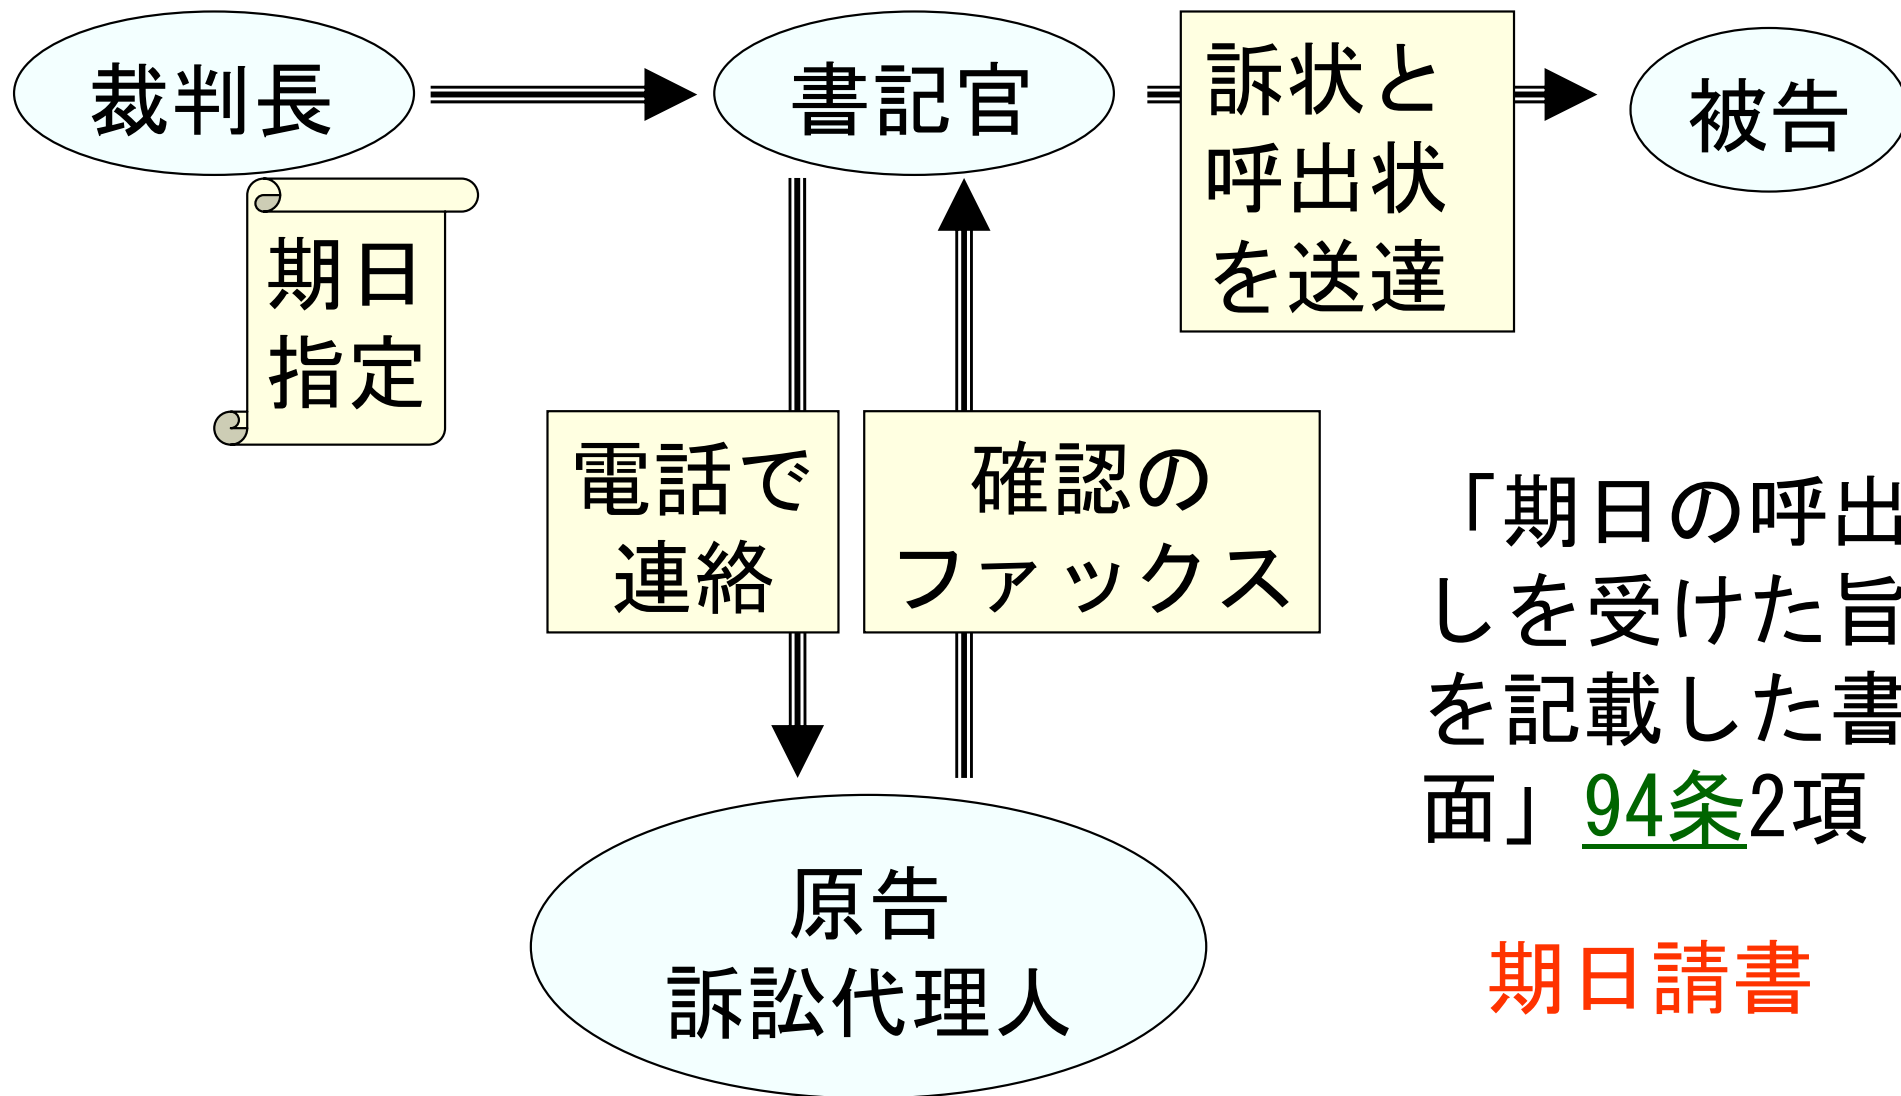 裁判長
書記官
訴状と
呼出状
を送達
被告
期日
指定
電話で
連絡
確認の
ファックス
原告
訴訟代理人
「期日の呼出
しを受けた旨
を記載した書
面」94条2項
期日請書